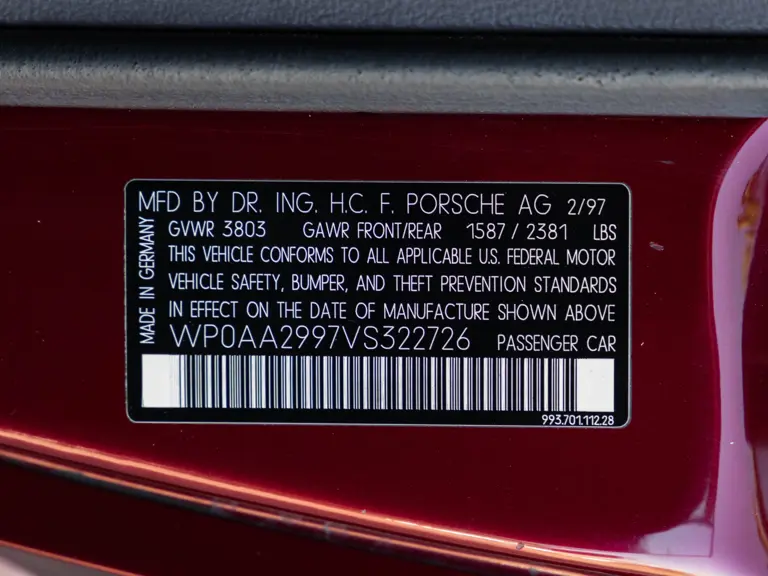 MFD BY DR. ING. H.C. F. PORSCHE AG 2/97
GVWR 3803 GAWR FRONT/REAR 1587 / 2381 LBS
THIS VEHICLE CONFORMS TO ALL APPLICABLE U.S. FEDERAL MOTOR
VEHICLE SAFETY, BUMPER, AND THEFT PREVENTION STANDARDS
IN EFFECT ON THE DATE OF MANUFACTURE SHOWN ABOVE
WP0AA2997VS322726 PASSENGER CAR
MADE IN GERMANY
993.701.112.28